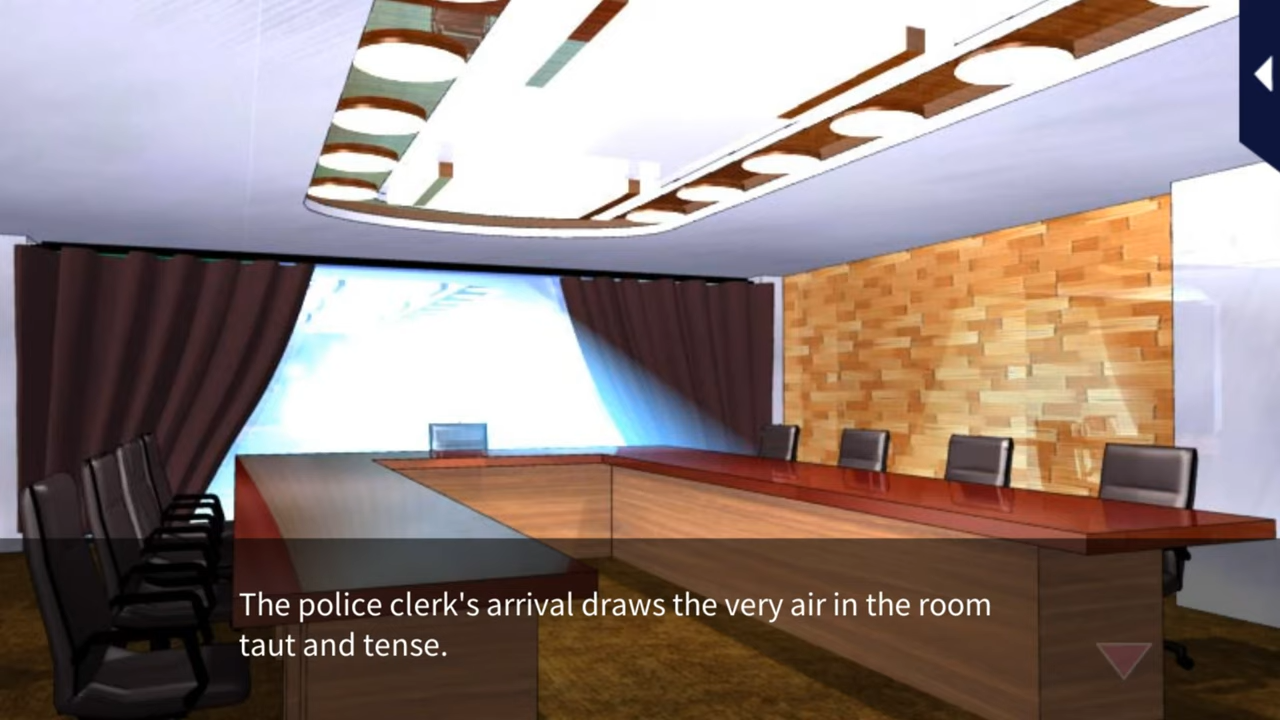 The police clerk's arrival draws the very air in the room
taut and tense.